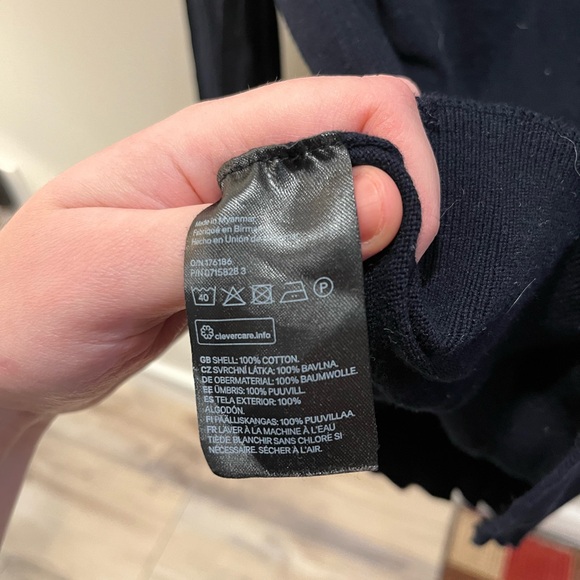 Made in Myanmar
Fabriqué en Birmanie
Hecho en Unión de
O/N 176186
P/N 0715828 3
40
P
clevercare.info
GB SHELL: 100% COTTON.
CZ SVRCHNÍ LÁTKA: 100% BAVLNA.
DE OBERMATERIAL: 100% BAUMWOLLE.
EE ÜMBRIS: 100% PUUVILL.
ES TELA EXTERIOR: 100%
ALGODÓN.
FI PÄÄLLISKANGAS: 100% PUUVILLAA.
FR LAVER À LA MACHINE À L'EAU
TIÈDE BLANCHIR SANS CHLORE SI
NÉCESSAIRE. SÉCHER À L'AIR.